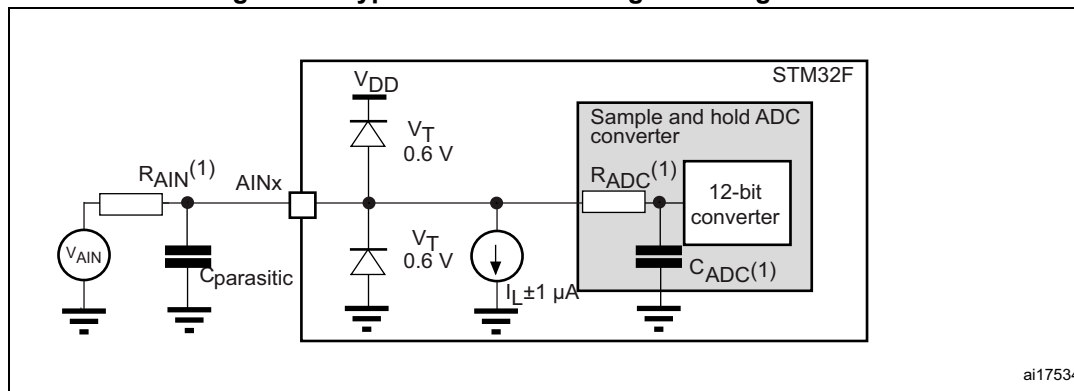 STM32F
VDD
Sample and hold ADC
converter
VT
0.6 V
RAIN(1)
AINx
RADC(1)
12-bit
converter
VAIN
Cparasitic
VT
0.6 V
IL±1 µA
CADC(1)
ai17534